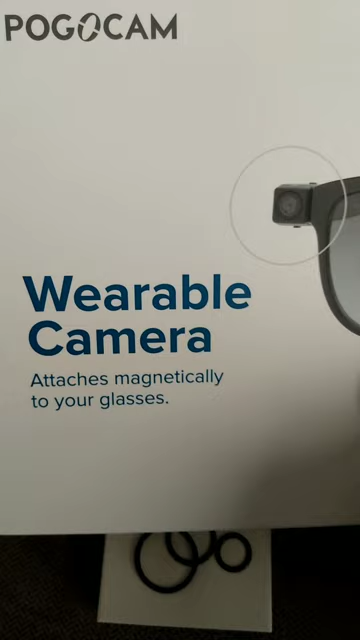 POGOCAM
Wearable
Camera
Attaches magnetically
to your glasses.